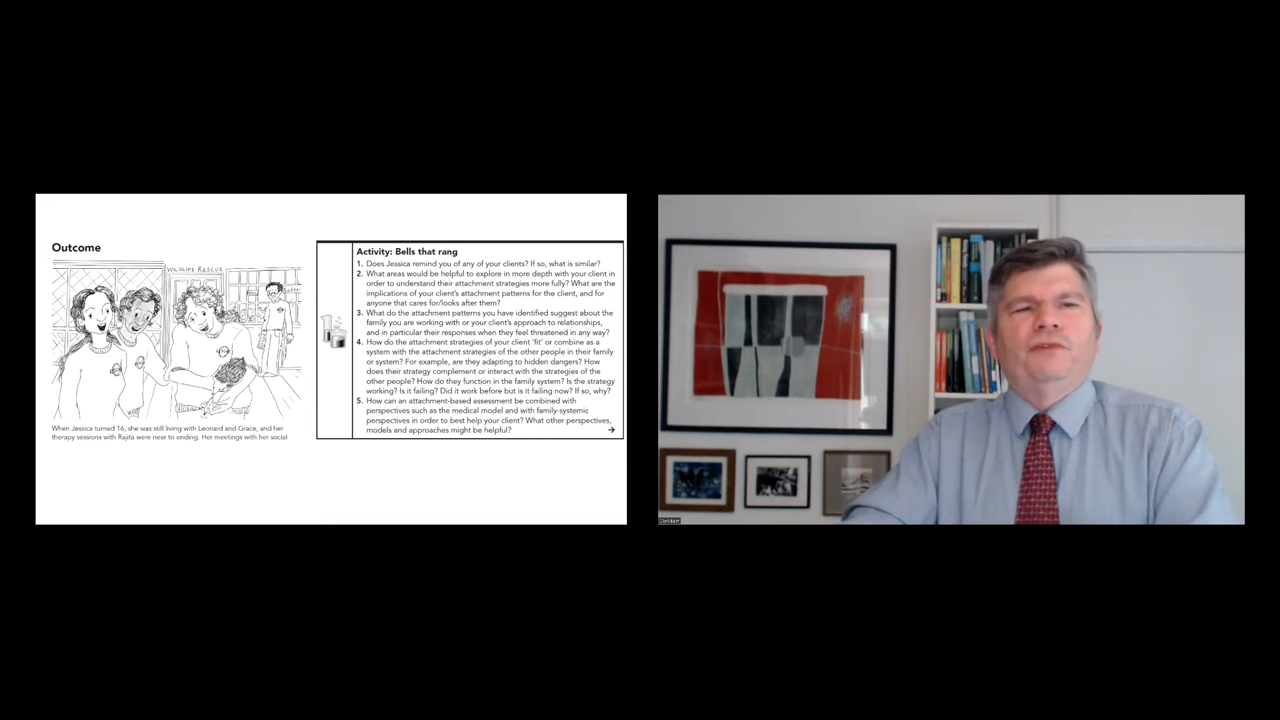 Outcome
WILDLIFE RESCUE
When Jessica turned 16, she was still living with Leonard and Grace, and her
therapy sessions with Rajita were near to ending. Her meetings with her social
Activity: Bells that rang
1. Does Jessica remind you of any of your clients? If so, what is similar?
2. What areas would be helpful to explore in more depth with your client in
order to understand their attachment strategies more fully? What are the
implications of your client's attachment patterns for the client, and for
anyone that cares for/looks after them?
3. What do the attachment patterns you have identified suggest about the
family you are working with or your client's approach to relationships,
and in particular their responses when they feel threatened in any way?
4. How do the attachment strategies of your client 'fit' or combine as a
system with the attachment strategies of the other people in their family
or system? For example, are they adapting to hidden dangers? How
does their strategy complement or interact with the strategies of the
other people? How do they function in the family system? Is the strategy
working? Is it failing? Did it work before but is it failing now? If so, why?
5. How can an attachment-based assessment be combined with
perspectives such as the medical model and with family-systemic
perspectives in order to best help your client? What other perspectives,
models and approaches might be helpful? →